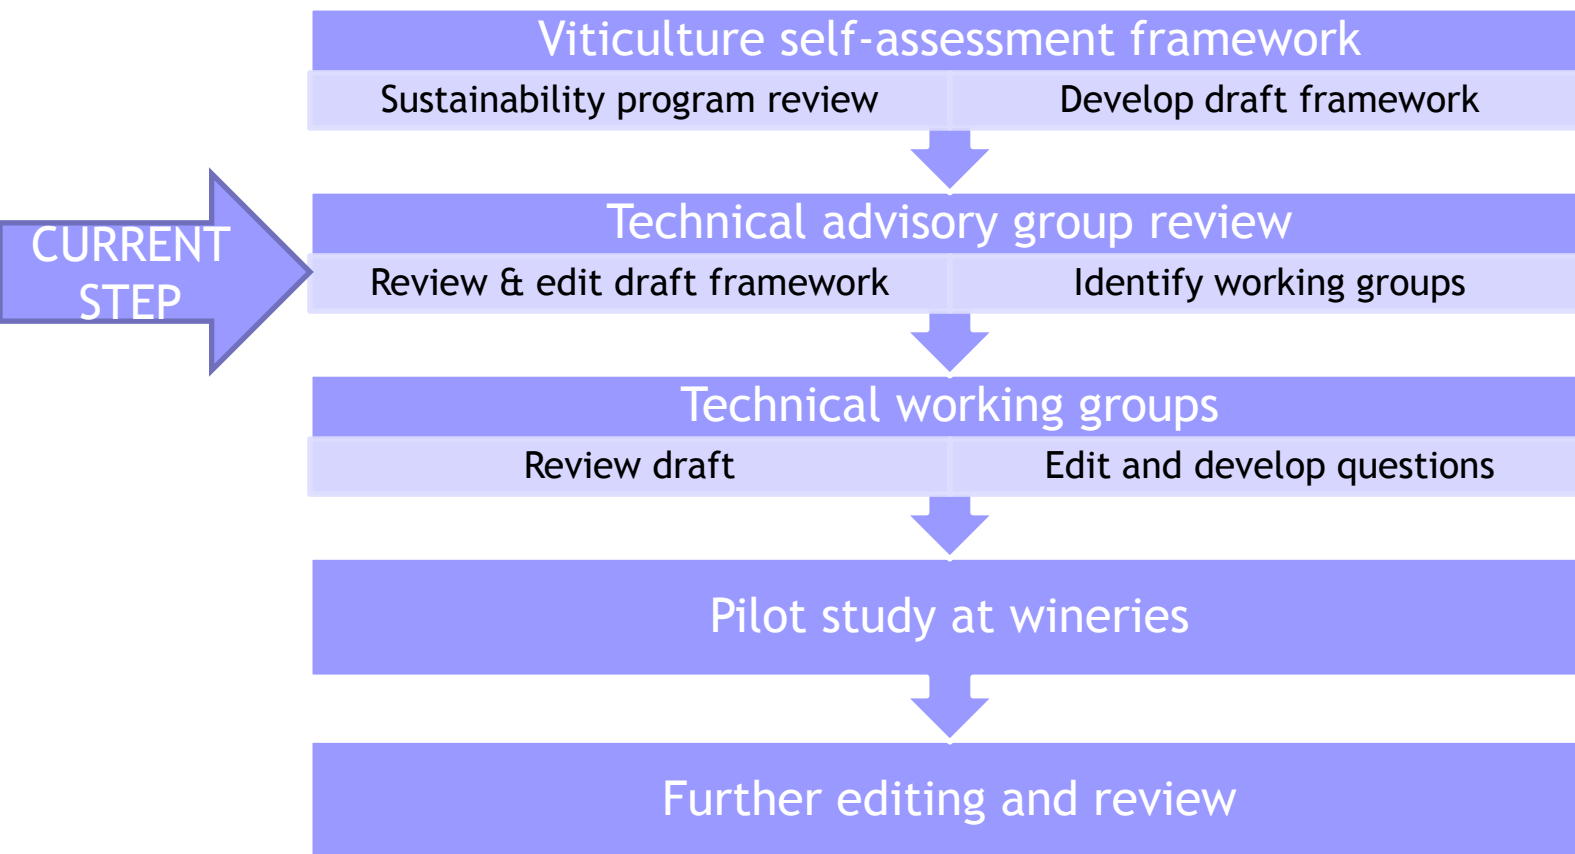 Viticulture self-assessment framework
Sustainability program review
Develop draft framework
CURRENT
STEP
Technical advisory group review
Review & edit draft framework
Identify working groups
Technical working groups
Review draft
Edit and develop questions
Pilot study at wineries
Further editing and review